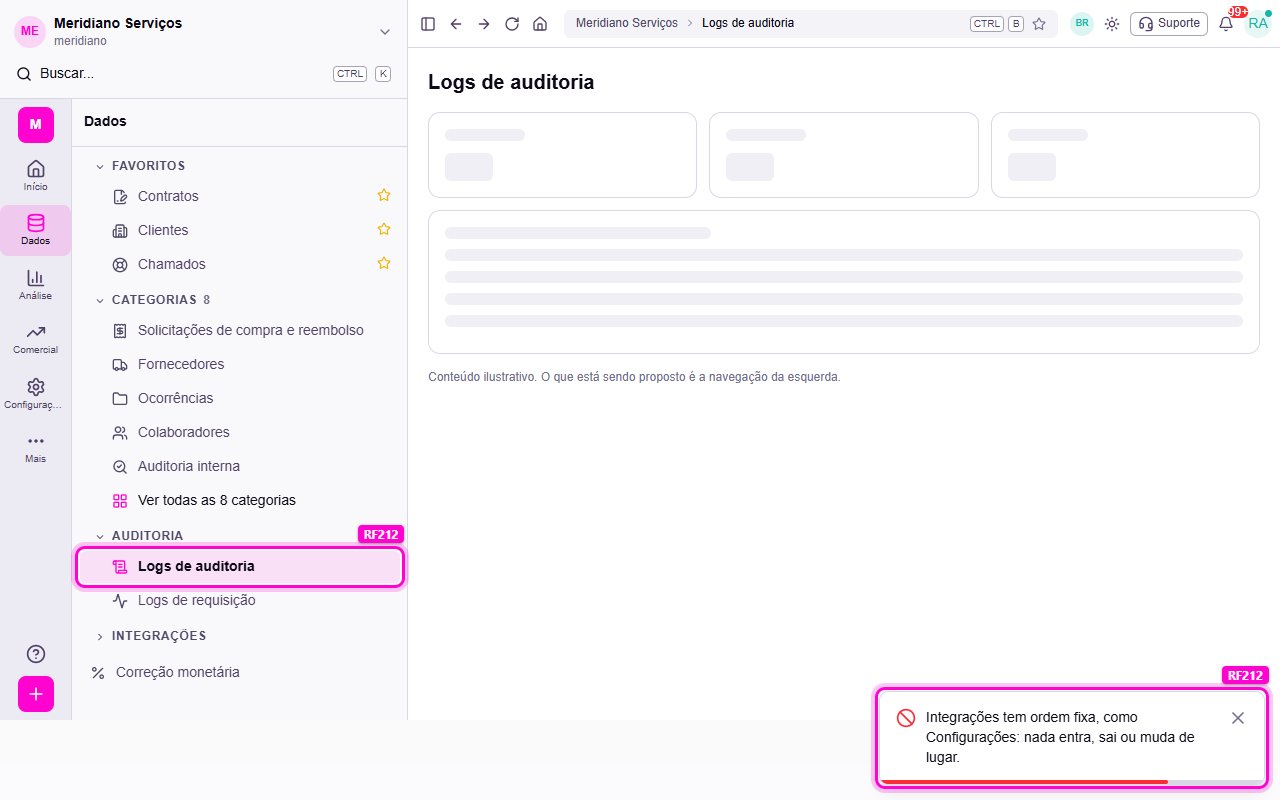 ME
Meridiano Serviços
meridiano
Buscar...
CTRL K
M
Início
Dados
Análise
Comercial
Configuraç...
Mais
Dados
FAVORITOS
Contratos
Clientes
Chamados
CATEGORIAS 8
Solicitações de compra e reembolso
Fornecedores
Ocorrências
Colaboradores
Auditoria interna
Ver todas as 8 categorias
AUDITORIA
RF212
Logs de auditoria
Logs de requisição
INTEGRAÇÕES
Correção monetária
Meridiano Serviços > Logs de auditoria
CTRL B
BR
Suporte
99+
RA
Logs de auditoria
Conteúdo ilustrativo. O que está sendo proposto é a navegação da esquerda.
RF212
Integrações tem ordem fixa, como
Configurações: nada entra, sai ou muda de
lugar.